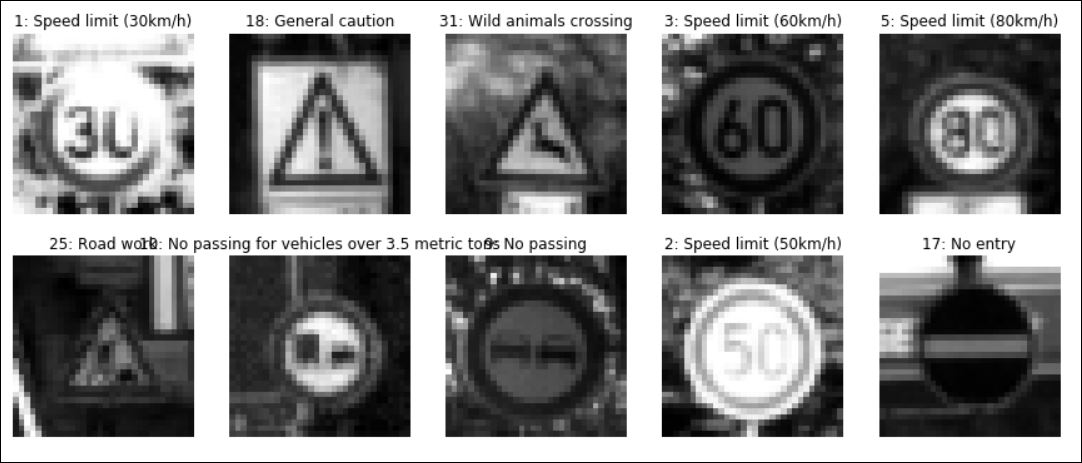 1: Speed limit (30km/h)
18: General caution
31: Wild animals crossing
3: Speed limit (60km/h)
5: Speed limit (80km/h)
30
60
80
25: Road work
10: No passing for vehicles over 3.5 metric tons
9: No passing
2: Speed limit (50km/h)
17: No entry
50